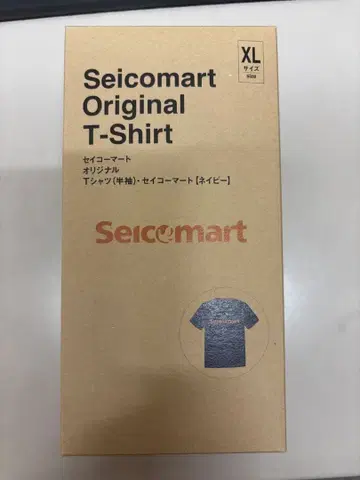 Seicomart
Original
T-Shirt
XL
サイズ
セイコーマート
オリジナル
Tシャツ(半袖)・セイコーマート[ネイビー]
Seicomart
Seicomart